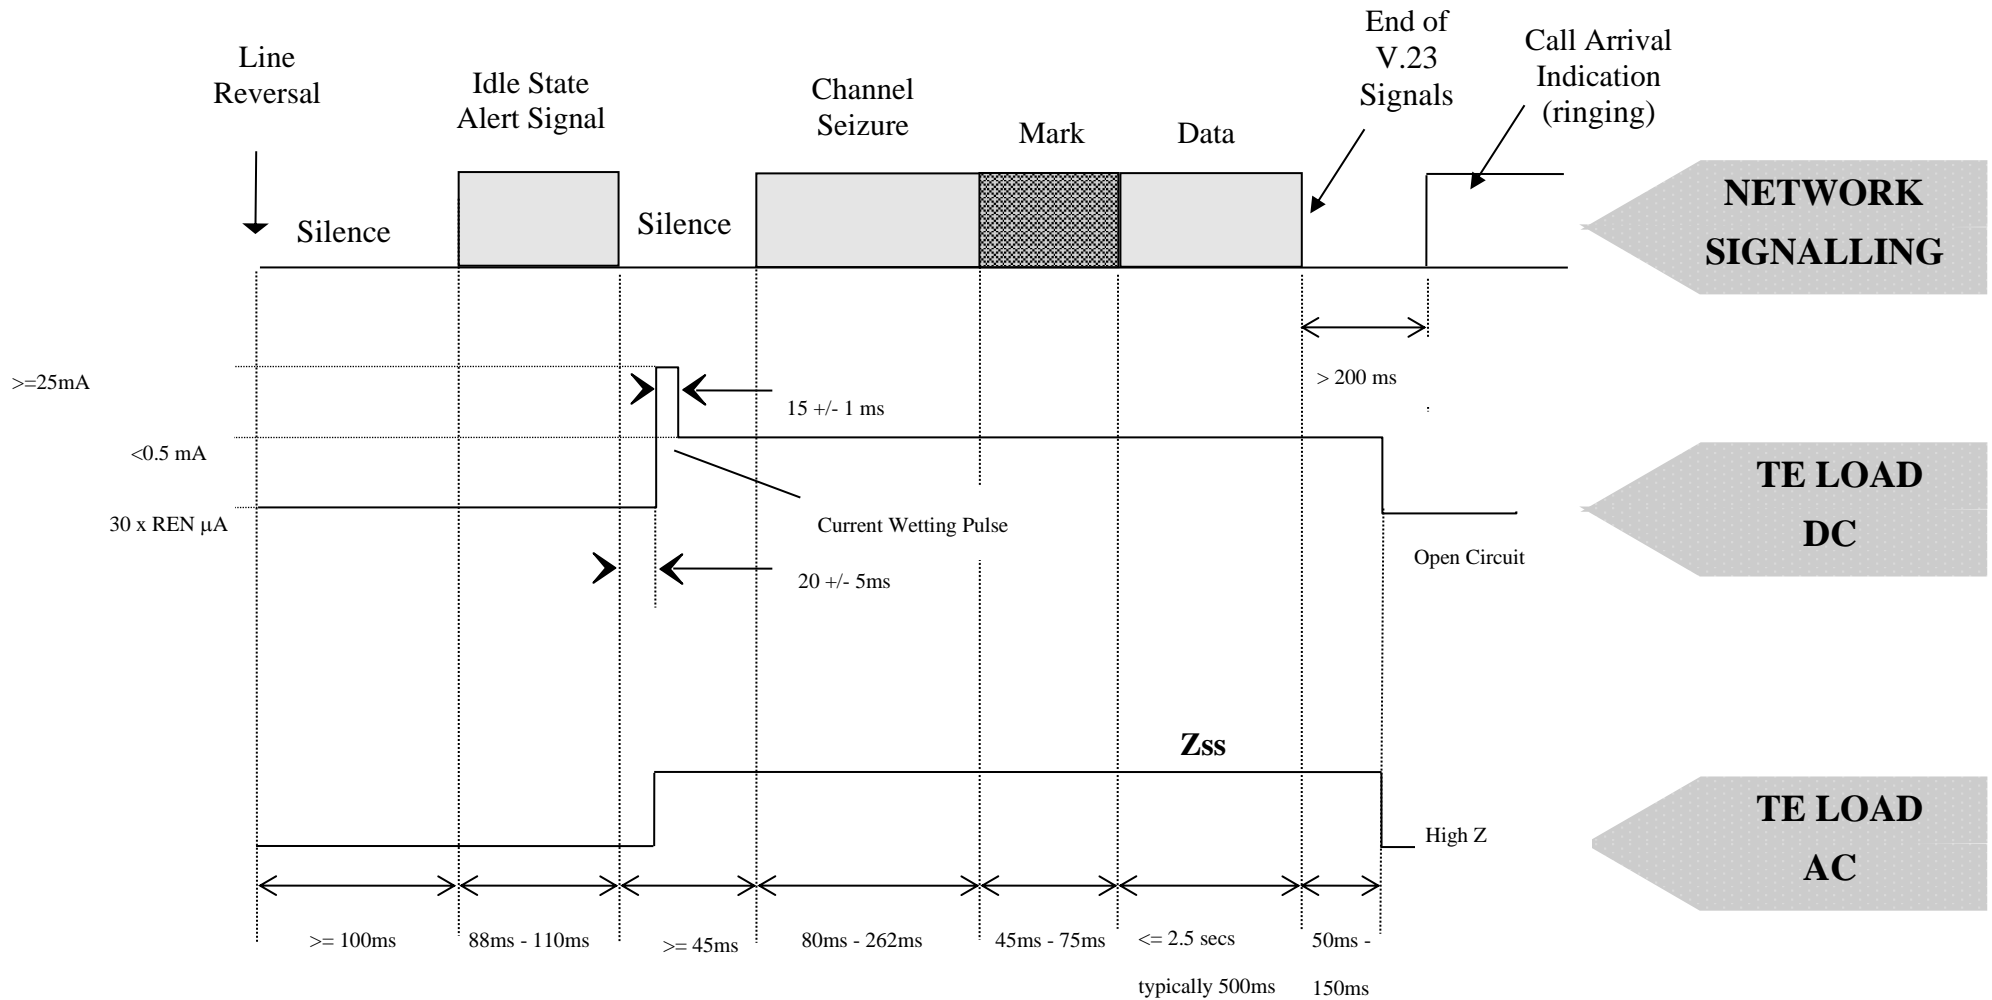 Line
Reversal
Idle State
Alert Signal
Channel
Seizure
Mark
Data
End of
V.23
Signals
Call Arrival
Indication
(ringing)
Silence
Silence
NETWORK
SIGNALLING
>=25mA
<0.5 mA
30 x REN μA
15 +/- 1 ms
> 200 ms
Current Wetting Pulse
20 +/- 5ms
Open Circuit
TE LOAD
DC
Zss
High Z
TE LOAD
AC
>= 100ms
88ms - 110ms
>= 45ms
80ms - 262ms
45ms - 75ms
<= 2.5 secs
typically 500ms
50ms -
150ms